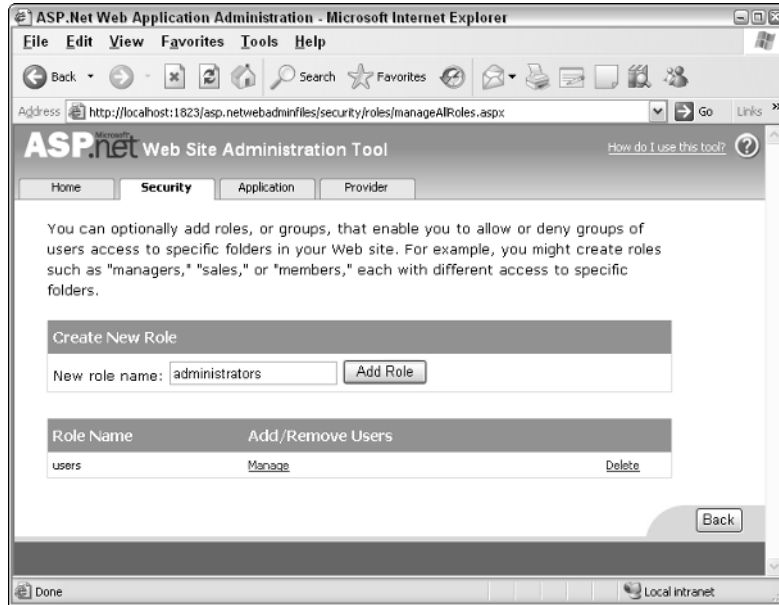 ASP.Net Web Application Administration - Microsoft Internet Explorer
File Edit View Favorites Tools Help
Back Search Favorites
Address http://localhost:1823/asp.netwebadminfiles/security/roles/manageAllRoles.aspx Go Links »
Microsoft
ASP.net Web Site Administration Tool How do I use this tool? ?
Home Security Application Provider
You can optionally add roles, or groups, that enable you to allow or deny groups of
users access to specific folders in your Web site. For example, you might create roles
such as "managers," "sales," or "members," each with different access to specific
folders.
Create New Role
New role name: administrators Add Role
Role Name Add/Remove Users
users Manage Delete
Back
Done Local intranet